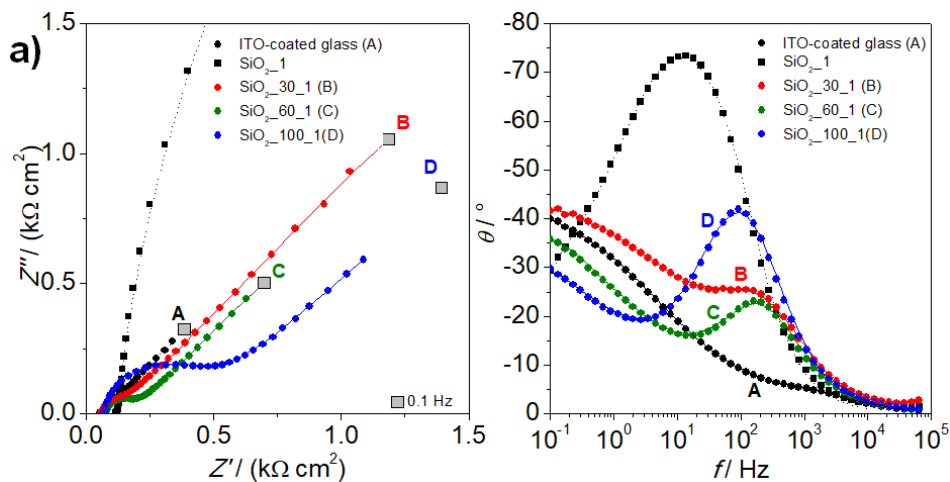 a)
1.5
1.0
0.5
0.0
0.0
0.5
1.0
1.5
Z''/ (kΩ cm²)
Z'/ (kΩ cm²)
ITO-coated glass (A)
SiO₂_1
SiO₂_30_1 (B)
SiO₂_60_1 (C)
SiO₂_100_1(D)
B
D
C
A
0.1 Hz
-80
-70
-60
-50
-40
-30
-20
-10
0
10⁻¹
10⁰
10¹
10²
10³
10⁴
10⁵
θ / °
f / Hz
ITO-coated glass (A)
SiO₂_1
SiO₂_30_1 (B)
SiO₂_60_1 (C)
SiO₂_100_1(D)
D
B
C
A